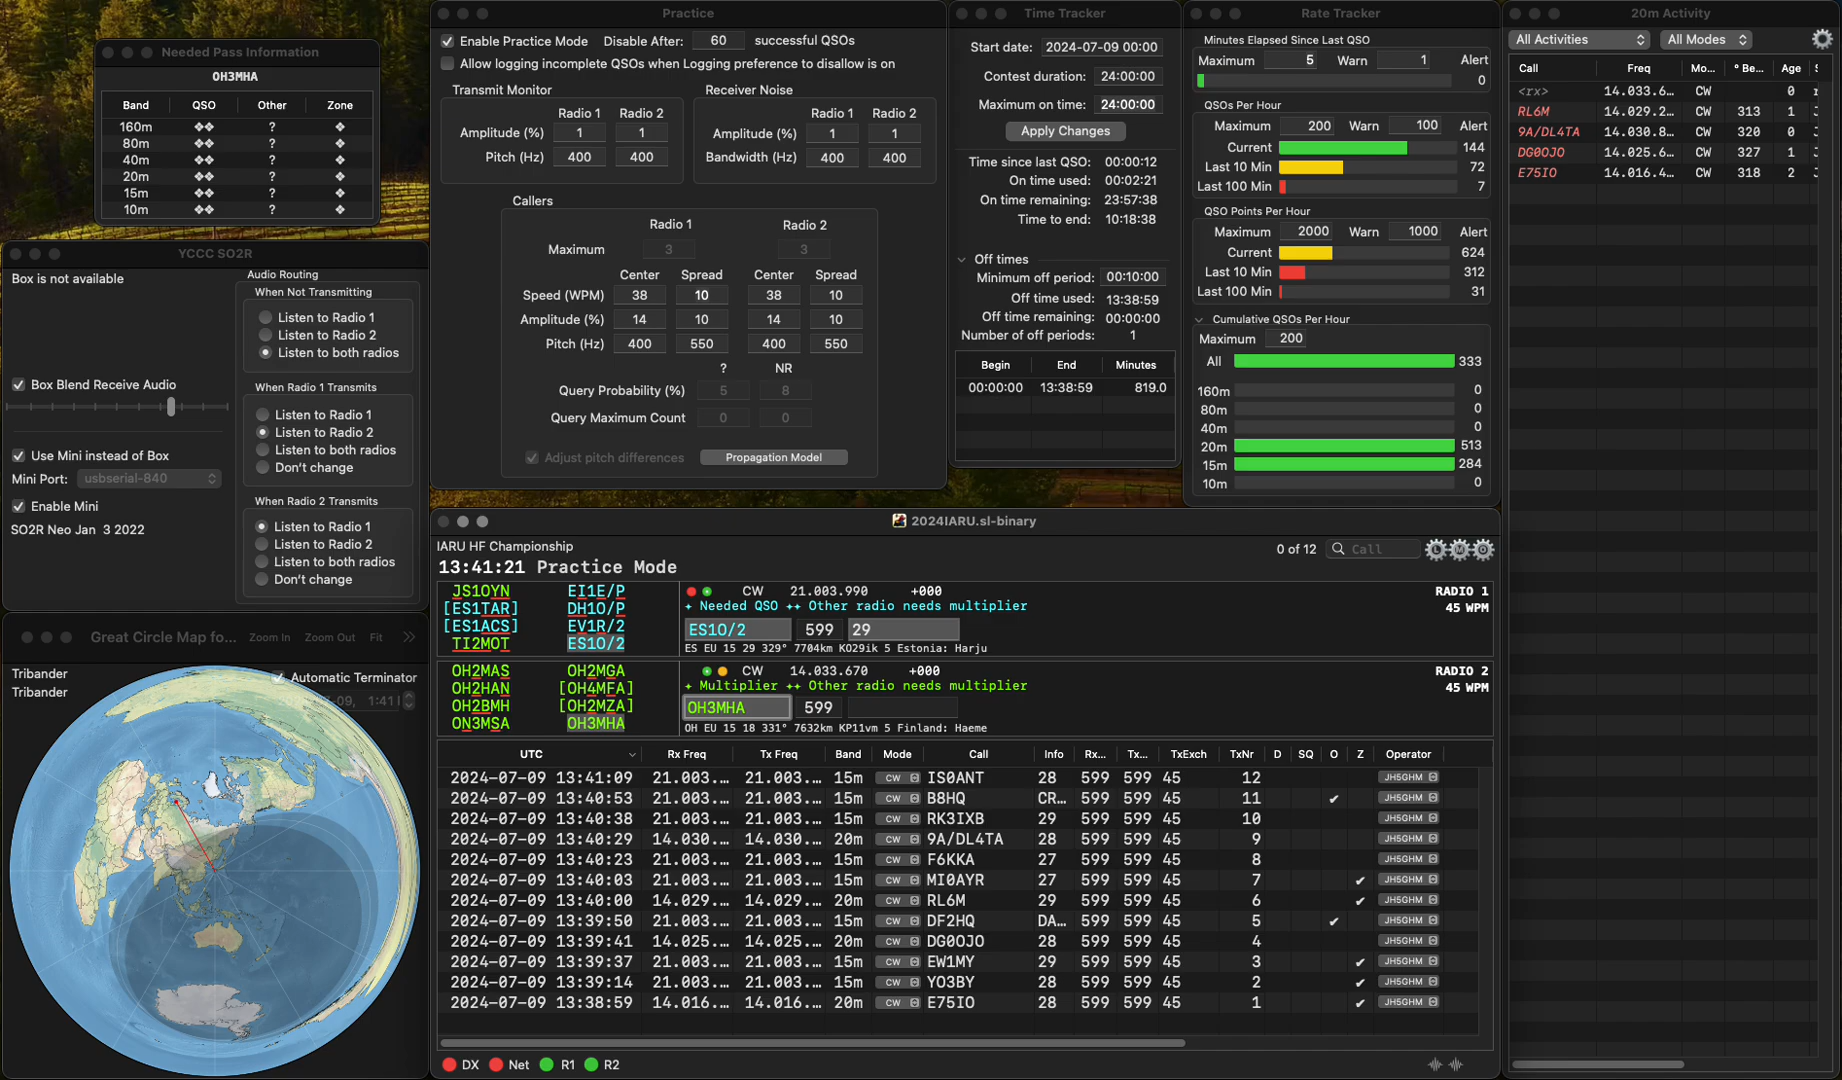 Needed Pass Information
OH3MHA
Band QSO Other Zone
160m ❖❖ ? ❖
80m ❖❖ ? ❖
40m ❖❖ ? ❖
20m ❖❖ ? ❖
15m ❖❖ ? ❖
10m ❖❖ ? ❖
YCCC SO2R
Box is not available
Box Blend Receive Audio
Use Mini instead of Box
Mini Port: usbserial-840
Enable Mini
SO2R Neo Jan 3 2022
Audio Routing
When Not Transmitting
Listen to Radio 1
Listen to Radio 2
Listen to both radios
When Radio 1 Transmits
Listen to Radio 1
Listen to Radio 2
Listen to both radios
Don't change
When Radio 2 Transmits
Listen to Radio 1
Listen to Radio 2
Listen to both radios
Don't change
Great Circle Map fo... Zoom In Zoom Out Fit
Tribander
Tribander
Automatic Terminator
Practice
Enable Practice Mode Disable After: 60 successful QSOs
Allow logging incomplete QSOs when Logging preference to disallow is on
Transmit Monitor
Radio 1 Radio 2
Amplitude (%) 1 1
Pitch (Hz) 400 400
Receiver Noise
Radio 1 Radio 2
Amplitude (%) 1 1
Bandwidth (Hz) 400 400
Callers
Radio 1 Radio 2
Maximum 3 3
Center Spread Center Spread
Speed (WPM) 38 10 38 10
Amplitude (%) 14 10 14 10
Pitch (Hz) 400 550 400 550
? NR
Query Probability (%) 5 8
Query Maximum Count 0 0
Adjust pitch differences Propagation Model
Time Tracker
Start date: 2024-07-09 00:00
Contest duration: 24:00:00
Maximum on time: 24:00:00
Apply Changes
Time since last QSO: 00:00:12
On time used: 00:02:21
On time remaining: 23:57:38
Time to end: 10:18:38
Off times
Minimum off period: 00:10:00
Off time used: 13:38:59
Off time remaining: 00:00:00
Number of off periods: 1
Begin End Minutes
00:00:00 13:38:59 819.0
Rate Tracker
Minutes Elapsed Since Last QSO
Maximum 5 Warn 1 Alert
0
QSOs Per Hour
Maximum 200 Warn 100 Alert
Current 144
Last 10 Min 72
Last 100 Min 7
QSO Points Per Hour
Maximum 2000 Warn 1000 Alert
Current 624
Last 10 Min 312
Last 100 Min 31
Cumulative QSOs Per Hour
Maximum 200
All 333
160m 0
80m 0
40m 0
20m 513
15m 284
10m 0
20m Activity
All Activities All Modes
Call Freq Mo... ° Be... Age
<rx> 14.033.6... CW 0
RL6M 14.029.2... CW 313 1
9A/DL4TA 14.030.8... CW 320 0
DG0OJO 14.025.6... CW 327 1
E75IO 14.016.4... CW 318 2
2024IARU.sl-binary
IARU HF Championship 0 of 12 Call
13:41:21 Practice Mode
JS1OYN EI1E/P
[ES1TAR] DH1O/P
[ES1ACS] EV1R/2
TI2MOT ES1O/2
CW 21.003.990 +000 RADIO 1
✦ Needed QSO ✦✦ Other radio needs multiplier 45 WPM
ES1O/2 599 29
ES EU 15 29 329° 7704km KO29ik 5 Estonia: Harju
OH2MAS OH2MGA
OH2HAN [OH4MFA]
OH2BMH [OH2MZA]
ON3MSA OH3MHA
CW 14.033.670 +000 RADIO 2
✦ Multiplier ✦✦ Other radio needs multiplier 45 WPM
OH3MHA 599
OH EU 15 18 331° 7632km KP11vm 5 Finland: Haeme
UTC Rx Freq Tx Freq Band Mode Call Info Rx... Tx... TxExch TxNr D SQ O Z Operator
2024-07-09 13:41:09 21.003.... 21.003.... 15m CW IS0ANT 28 599 599 45 12 JH5GHM
2024-07-09 13:40:53 21.003.... 21.003.... 15m CW B8HQ CR... 599 599 45 11 ✔ JH5GHM
2024-07-09 13:40:38 21.003.... 21.003.... 15m CW RK3IXB 29 599 599 45 10 JH5GHM
2024-07-09 13:40:29 14.030.... 14.030.... 20m CW 9A/DL4TA 28 599 599 45 9 JH5GHM
2024-07-09 13:40:23 21.003.... 21.003.... 15m CW F6KKA 27 599 599 45 8 JH5GHM
2024-07-09 13:40:03 21.003.... 21.003.... 15m CW MI0AYR 27 599 599 45 7 ✔ JH5GHM
2024-07-09 13:40:00 14.029.... 14.029.... 20m CW RL6M 29 599 599 45 6 ✔ JH5GHM
2024-07-09 13:39:50 21.003.... 21.003.... 15m CW DF2HQ DA... 599 599 45 5 ✔ JH5GHM
2024-07-09 13:39:41 14.025.... 14.025.... 20m CW DG0OJO 28 599 599 45 4 JH5GHM
2024-07-09 13:39:37 21.003.... 21.003.... 15m CW EW1MY 29 599 599 45 3 ✔ JH5GHM
2024-07-09 13:39:14 21.003.... 21.003.... 15m CW YO3BY 28 599 599 45 2 ✔ JH5GHM
2024-07-09 13:38:59 14.016.... 14.016.... 20m CW E75IO 28 599 599 45 1 ✔ JH5GHM
DX Net R1 R2